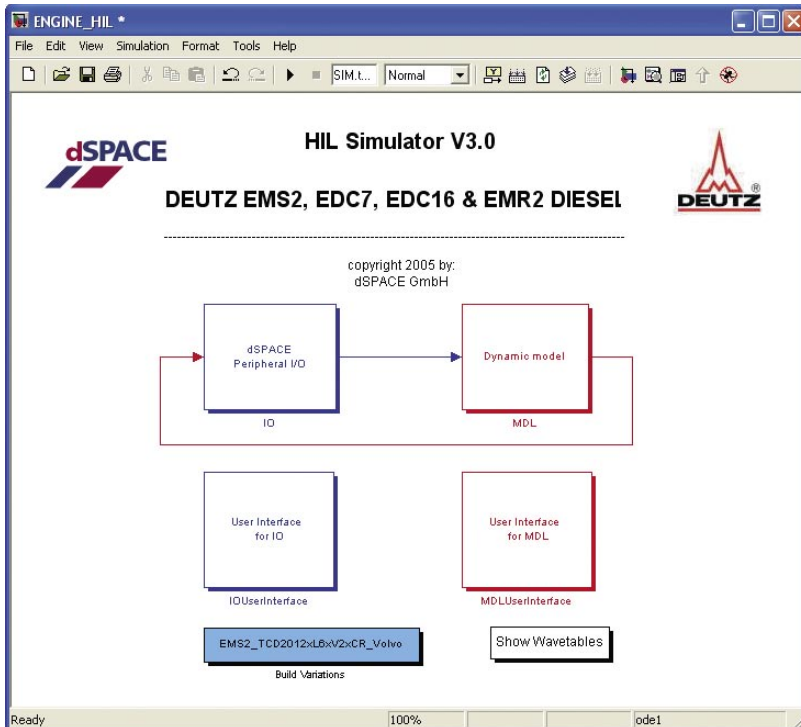 ENGINE_HIL *
File Edit View Simulation Format Tools Help
SIM.t... Normal
dSPACE
HIL Simulator V3.0
DEUTZ EMS2, EDC7, EDC16 & EMR2 DIESEL
DEUTZ ®
copyright 2005 by:
dSPACE GmbH
dSPACE
Peripheral I/O
IO
Dynamic model
MDL
User Interface
for IO
IOUserInterface
User Interface
for MDL
MDLUserInterface
EMS2_TCD2012xL6xV2xCR_Volvo
Build Variations
Show Wavetables
Ready 100% ode1